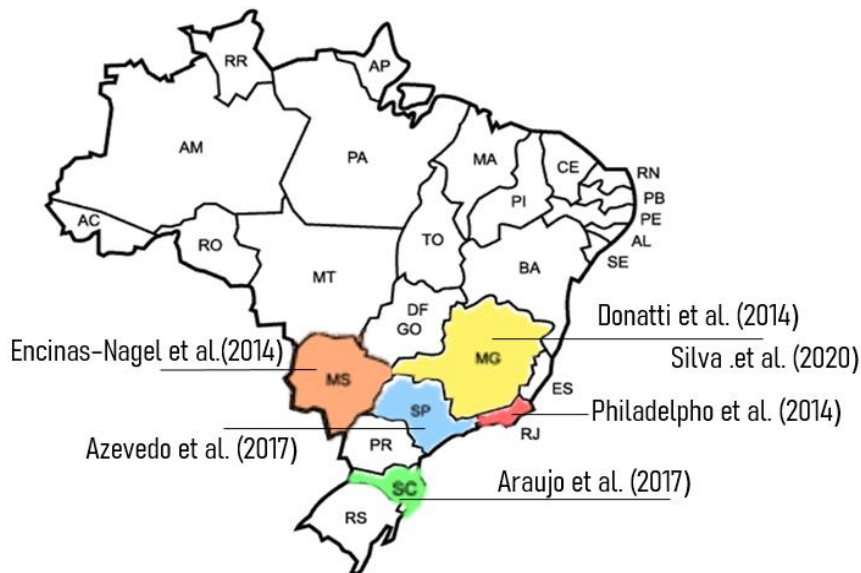 RR
AP
AM
PA
MA
CE
RN
PB
PI
PE
AC
AL
TO
RO
SE
BA
MT
DF
GO
Donatti et al. (2014)
Encinas-Nagel et al.(2014)
Silva .et al. (2020)
MG
MS
ES
SP
Philadelpho et al. (2014)
RJ
Azevedo et al. (2017)
PR
SC
Araujo et al. (2017)
RS